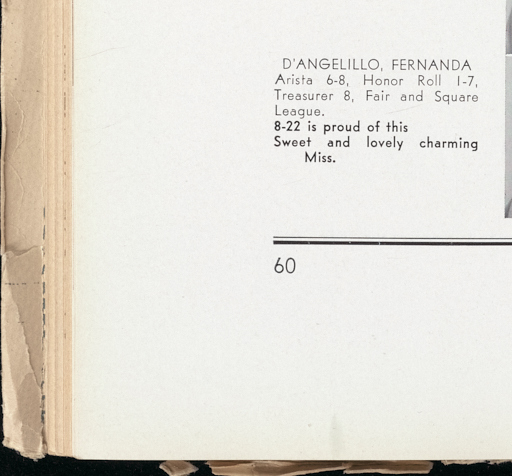 D'ANGELILLO, FERNANDA
Arista 6-8, Honor Roll 1-7,
Treasurer 8, Fair and Square
League.
8-22 is proud of this
Sweet and lovely charming
Miss.
60